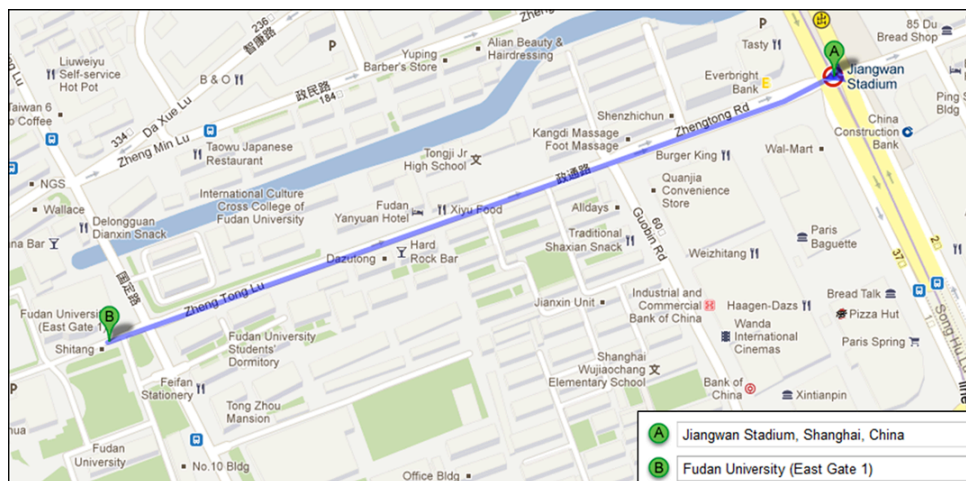 236
智康路
Zheng
P
Liuweiyu
Self-service
Hot Pot
B & O
Yuping
Barber's Store
Alian Beauty &
Hairdressing
Tasty
出
A
85 Du
Bread Shop
Jiangwan
Stadium
Everbright
Bank
Taiwan 6
Coffee
334
Da Xue Lu
政民路
184
Zheng Min Lu
Taowu Japanese
Restaurant
Shenzhichun
Zhengtong Rd
Ping S
Bldg
China
Construction
Bank
Kangdi Massage
Foot Massage
Tongji Jr
High School
Burger King
Wal-Mart
NGS
Wallace
International Culture
Cross College of
Fudan University
政通路
Quanjia
Convenience
Store
Delongguan
Dianxin Snack
Fudan
Yanyuan Hotel
Xiyu Food
Alldays
60
Guobin Rd
Paris
Baguette
2
na Bar
Hard
Rock Bar
Dazutong
Traditional
Shaxian Snack
Weizhitang
37
国定路
Zheng Tong Lu
Jianxin Unit
Industrial and
Commercial
Bank of China
Haagen-Dazs
Bread Talk
Pizza Hut
1
Song Hu Lu
Fudan University
(East Gate 1)
B
Shitang
Fudan University
Students'
Dormitory
Wanda
International
Cinemas
Paris Spring
Feifan
Stationery
Shanghai
Wujiaochang
Elementary School
P
Bank of
China
Xintianpin
Tong Zhou
Mansion
hua
Fudan
University
No.10 Bldg
Office Bldg
A
Jiangwan Stadium, Shanghai, China
B
Fudan University (East Gate 1)